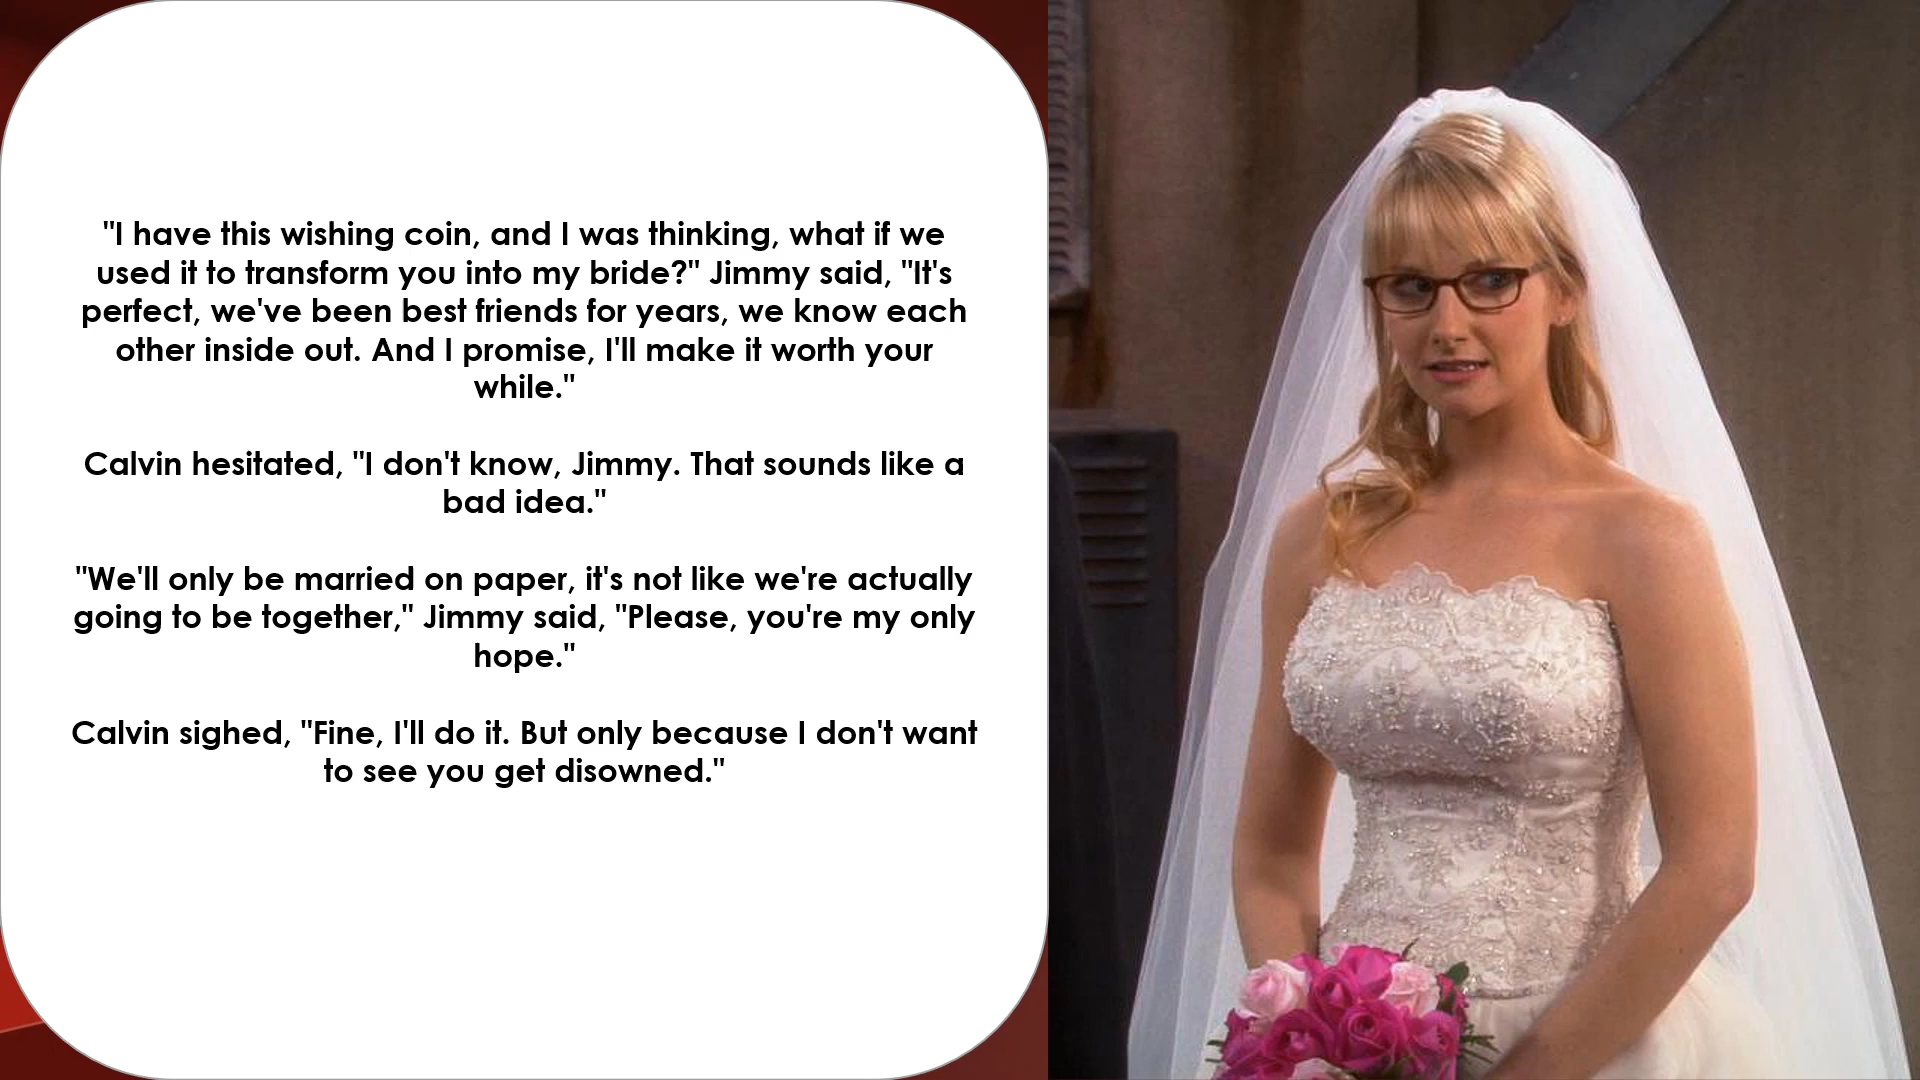 "I have this wishing coin, and I was thinking, what if we
used it to transform you into my bride?" Jimmy said, "It's
perfect, we've been best friends for years, we know each
other inside out. And I promise, I'll make it worth your
while."
Calvin hesitated, "I don't know, Jimmy. That sounds like a
bad idea."
"We'll only be married on paper, it's not like we're actually
going to be together," Jimmy said, "Please, you're my only
hope."
Calvin sighed, "Fine, I'll do it. But only because I don't want
to see you get disowned."